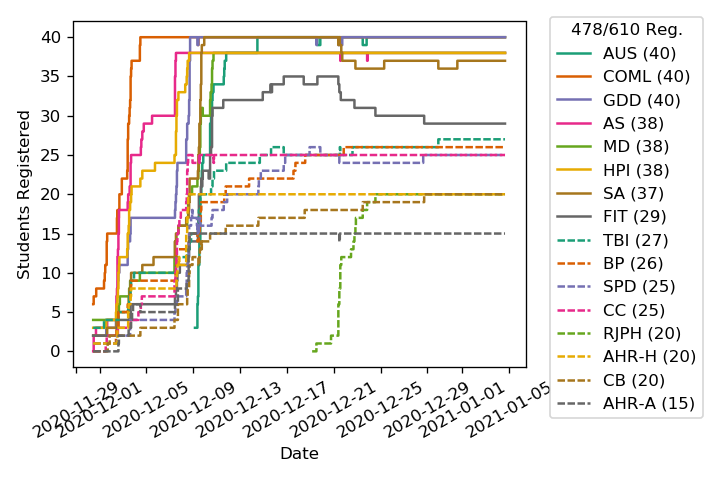 478/610 Reg.
AUS (40)
COML (40)
GDD (40)
AS (38)
MD (38)
HPI (38)
SA (37)
FIT (29)
TBI (27)
BP (26)
SPD (25)
CC (25)
RJPH (20)
AHR-H (20)
CB (20)
AHR-A (15)
Students Registered
40
35
30
25
20
15
10
5
0
2020-11-29
2020-12-01
2020-12-05
2020-12-09
2020-12-13
2020-12-17
2020-12-21
2020-12-25
2020-12-29
2021-01-01
2021-01-05
Date